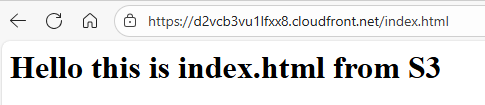 https://d2vcb3vu1lfxx8.cloudfront.net/index.html
Hello this is index.html from S3